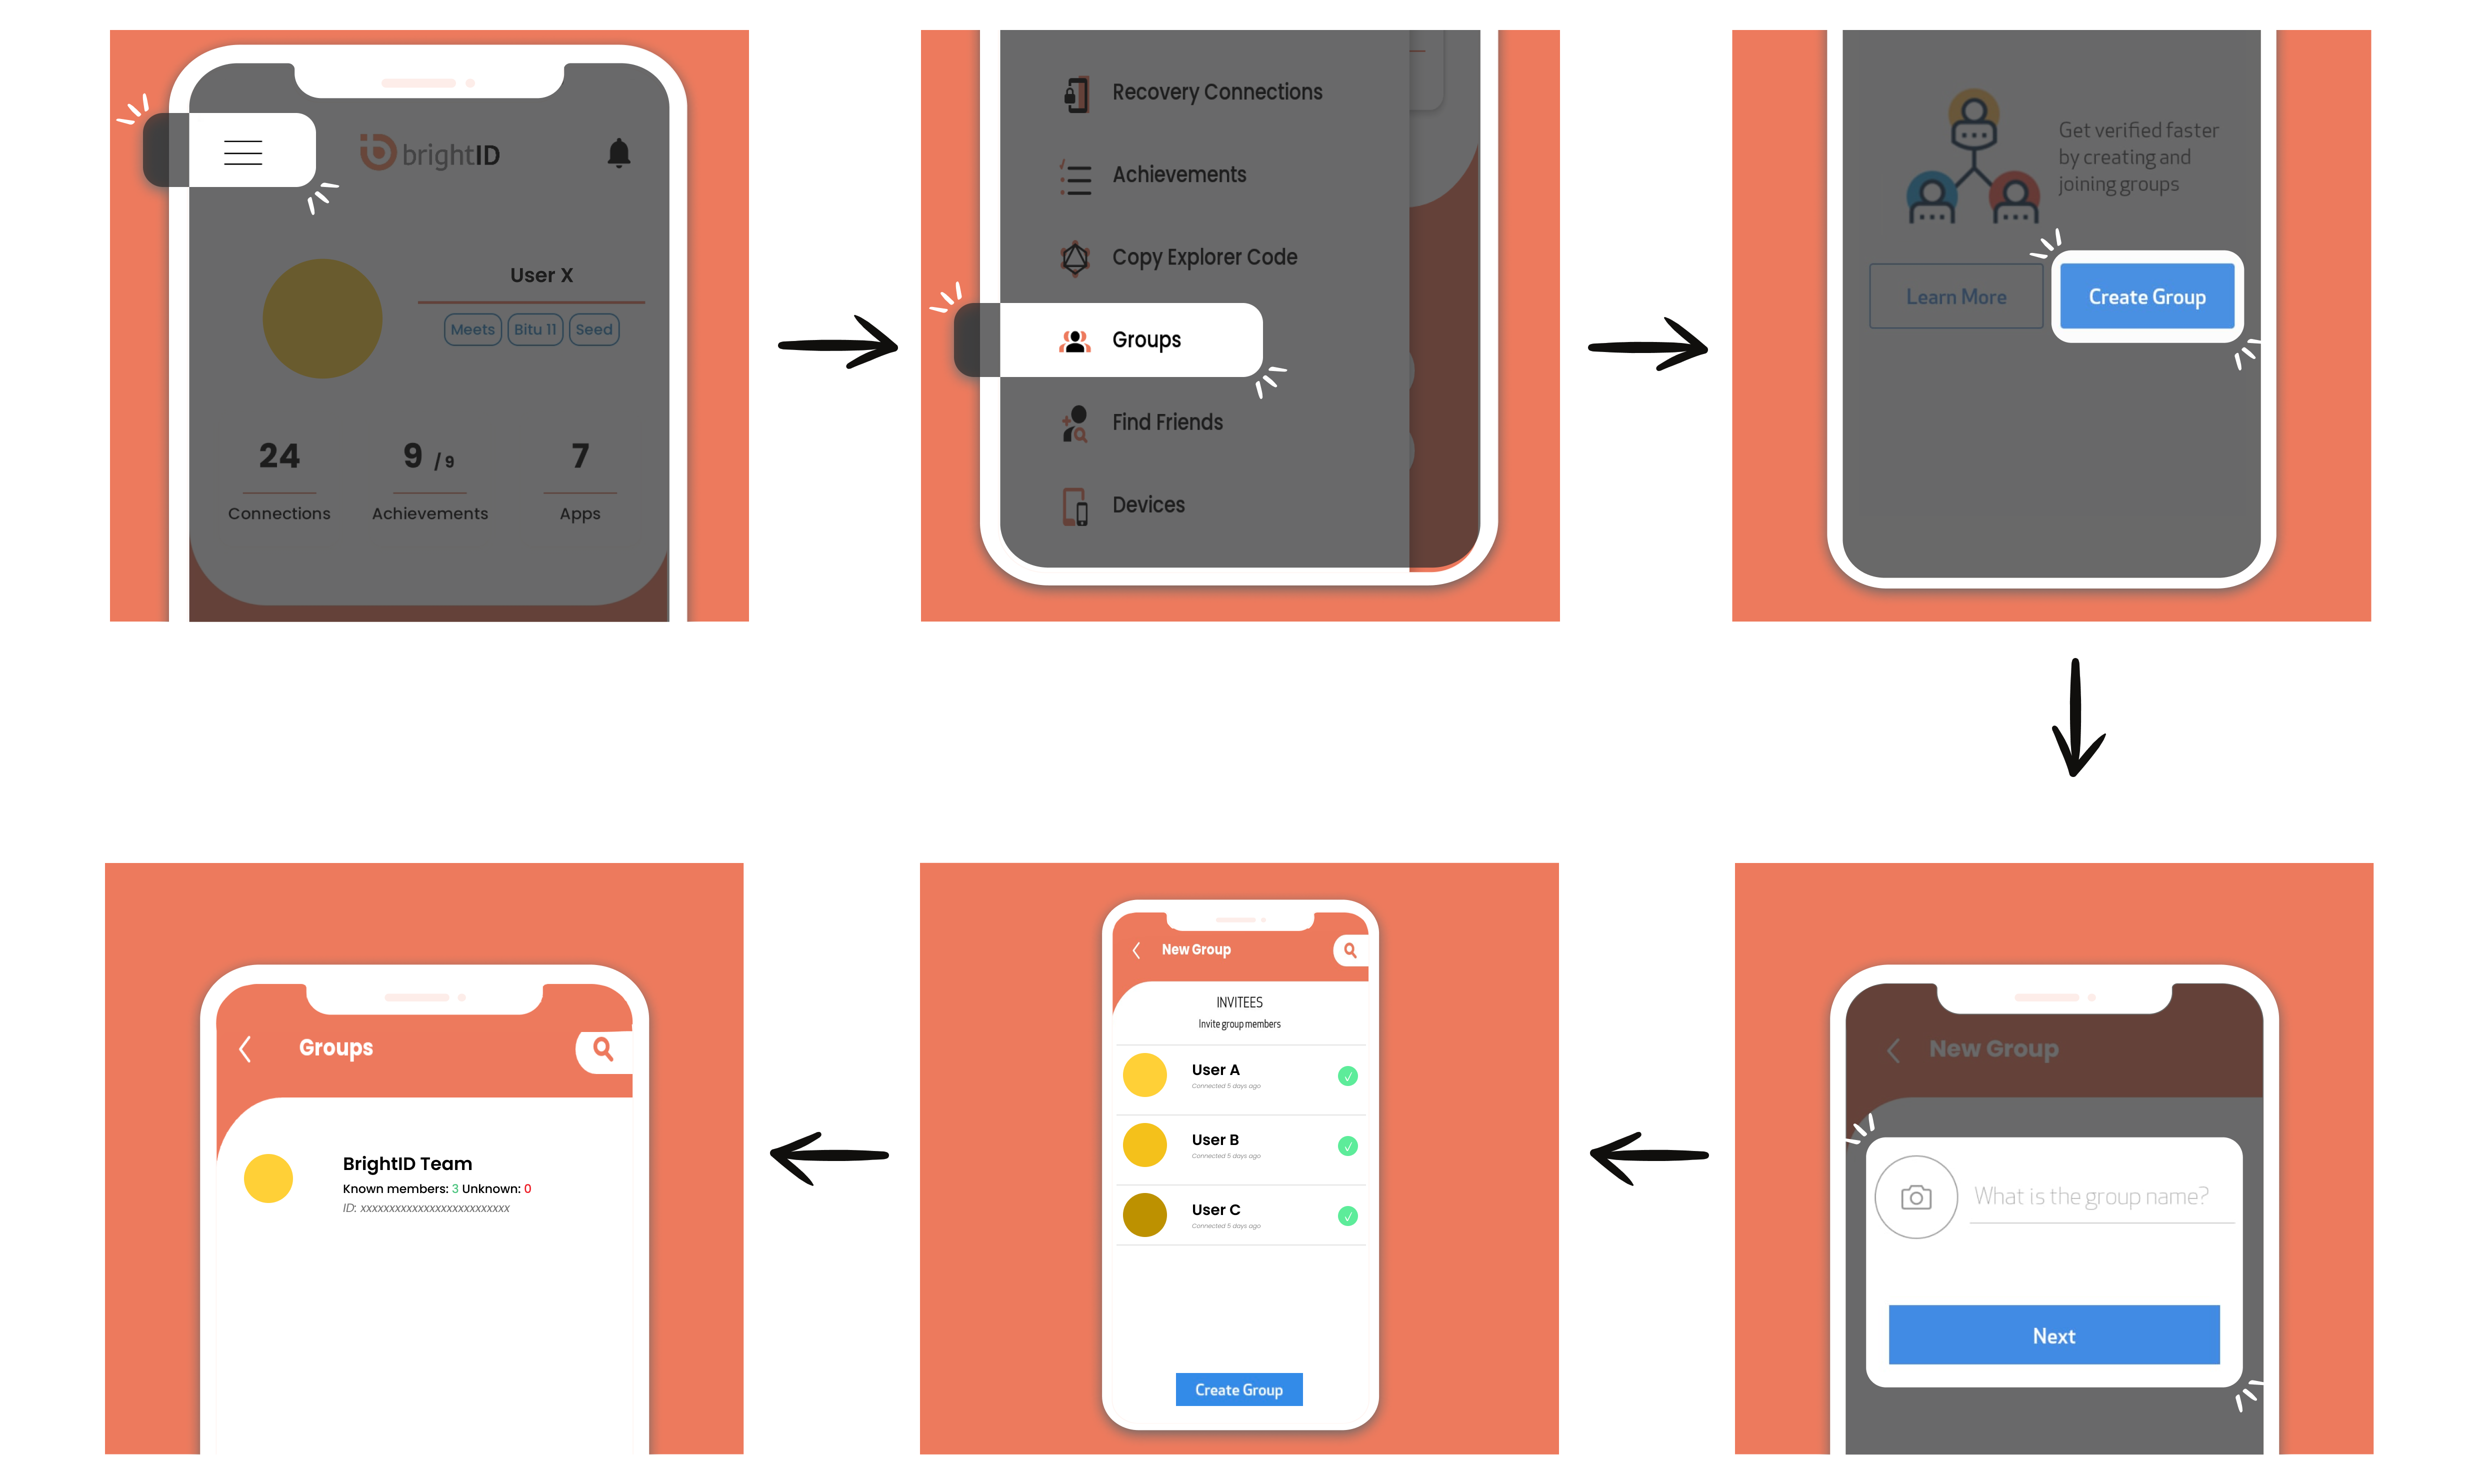 brightID
User X
Meets Bitu 11 Seed
24 9 / 9 7
Connections Achievements Apps
Recovery Connections
Achievements
Copy Explorer Code
Groups
Find Friends
Devices
Get verified faster
by creating and
joining groups
Learn More Create Group
New Group
What is the group name?
Next
New Group
INVITEES
Invite group members
User A
Connected 5 days ago
User B
Connected 5 days ago
User C
Connected 5 days ago
Create Group
Groups
BrightID Team
Known members: 3 Unknown: 0
ID: xxxxxxxxxxxxxxxxxxxxxxxxxx